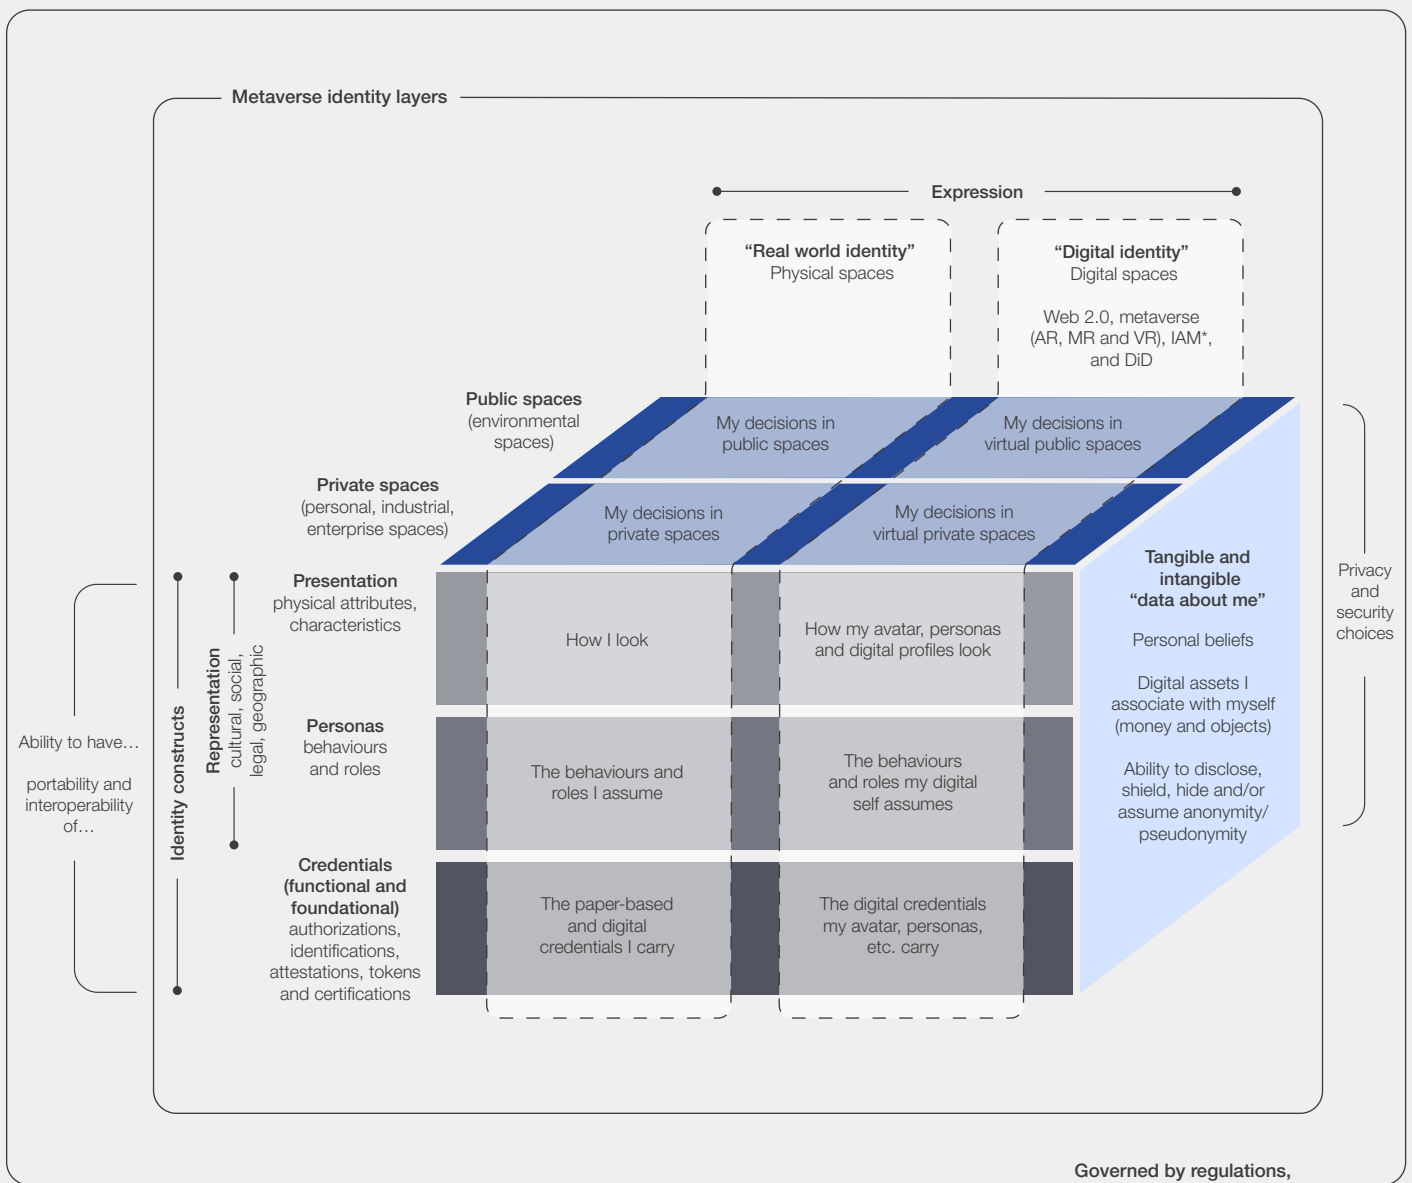 Metaverse identity layers
Expression
“Real world identity”
Physical spaces
“Digital identity”
Digital spaces
Web 2.0, metaverse
(AR, MR and VR), IAM*,
and DiD
Public spaces
(environmental
spaces)
My decisions in
public spaces
My decisions in
virtual public spaces
Private spaces
(personal, industrial,
enterprise spaces)
My decisions in
private spaces
My decisions in
virtual private spaces
Presentation
physical attributes,
characteristics
How I look
How my avatar, personas
and digital profiles look
Personas
behaviours
and roles
The behaviours and
roles I assume
The behaviours
and roles my digital
self assumes
Credentials
(functional and
foundational)
authorizations,
identifications,
attestations, tokens
and certifications
The paper-based
and digital
credentials I carry
The digital credentials
my avatar, personas,
etc. carry
Tangible and
intangible
“data about me”
Personal beliefs
Digital assets I
associate with myself
(money and objects)
Ability to disclose,
shield, hide and/or
assume anonymity/
pseudonymity
Privacy
and
security
choices
Representation
cultural, social,
legal, geographic
Identity constructs
Ability to have…
portability and
interoperability
of…
Governed by regulations,